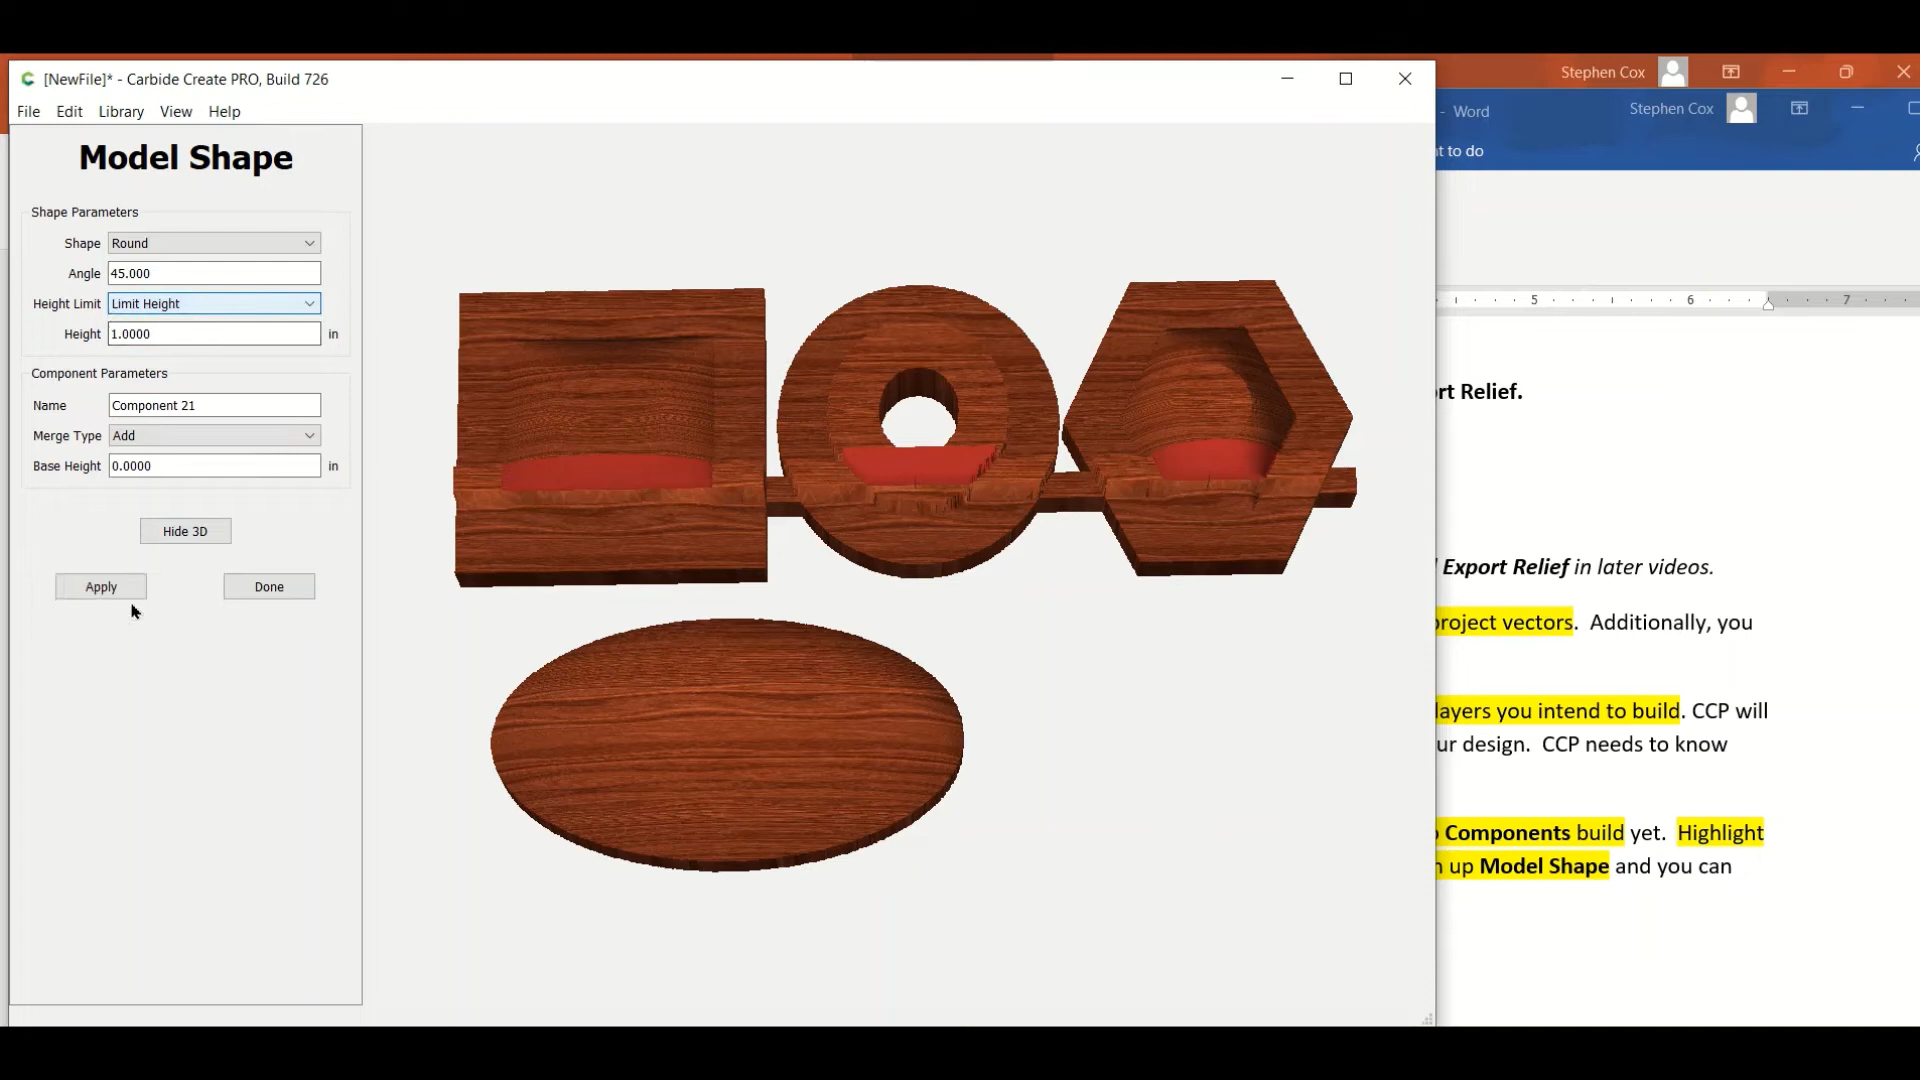 Stephen Cox
[NewFile]* - Carbide Create PRO, Build 726
File Edit Library View Help
- Word
Stephen Cox
Model Shape
Shape Parameters
Shape Round
Angle 45.000
Height Limit Limit Height
Height 1.0000 in
Component Parameters
Name Component 21
Merge Type Add
Base Height 0.0000 in
Hide 3D
Apply Done
to do
5 6 7
Relief.
Export Relief in later videos.
project vectors. Additionally, you
layers you intend to build. CCP will
design. CCP needs to know
Components build yet. Highlight
up Model Shape and you can